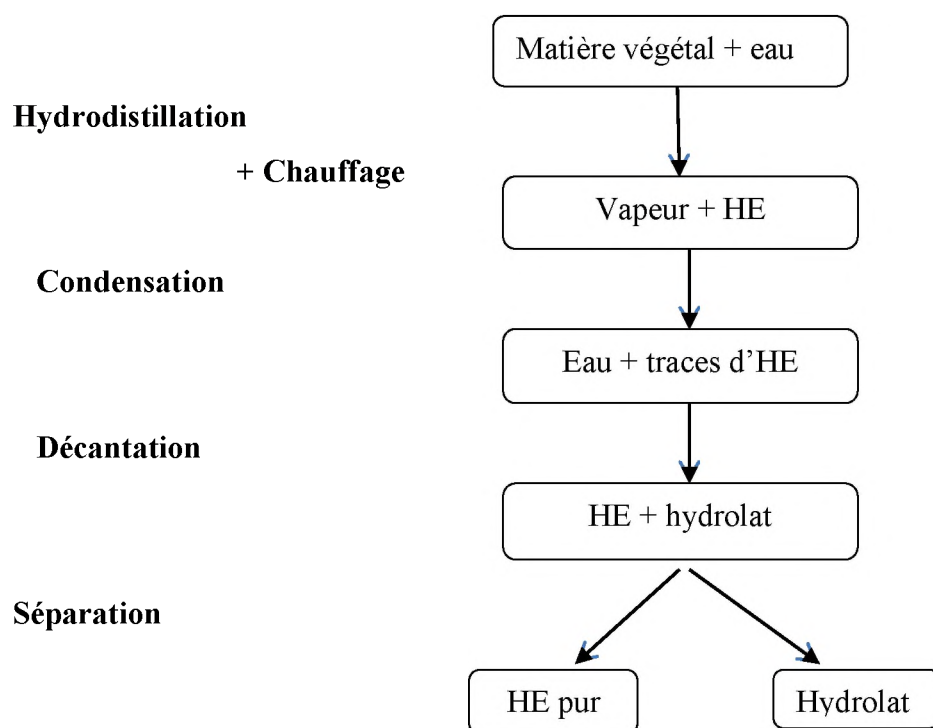 Matière végétal + eau
Hydrodistillation
+ Chauffage
Vapeur + HE
Condensation
Eau + traces d’HE
Décantation
HE + hydrolat
Séparation
HE pur
Hydrolat